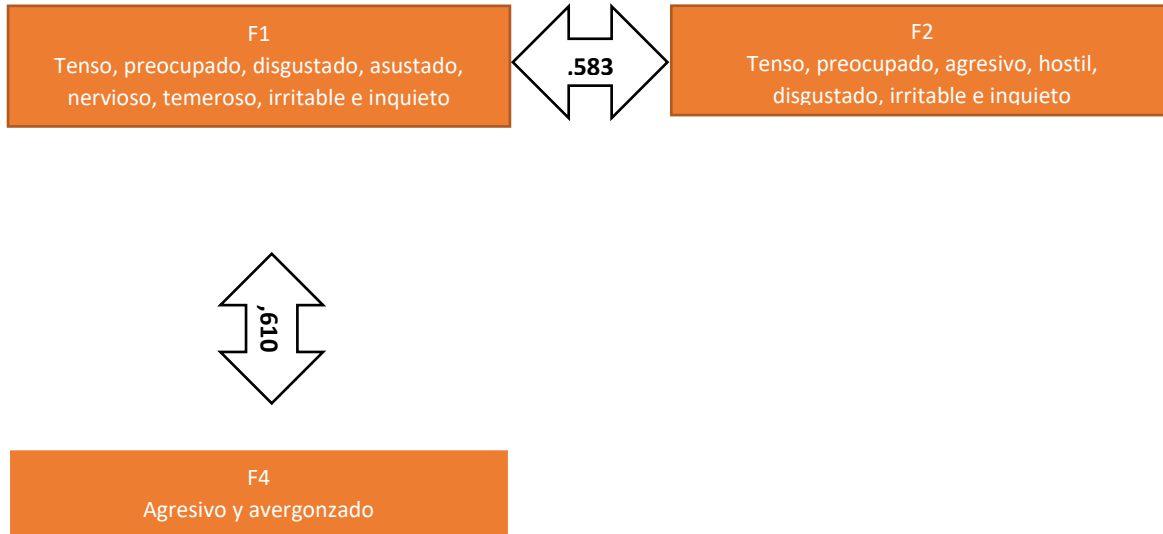 F1
Tenso, preocupado, disgustado, asustado,
nervioso, temeroso, irritable e inquieto
.583
F2
Tenso, preocupado, agresivo, hostil,
disgustado, irritable e inquieto
,610
F4
Agresivo y avergonzado